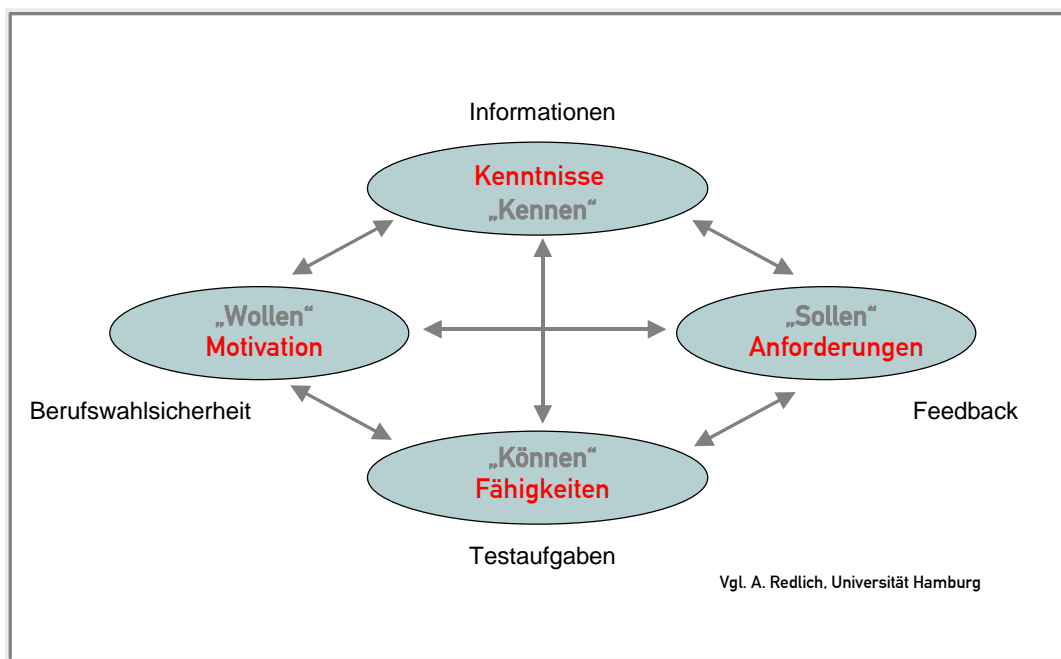 Informationen
Kenntnisse
„Kennen“
„Wollen“
Motivation
„Sollen“
Anforderungen
Berufswahlsicherheit
Feedback
„Können“
Fähigkeiten
Testaufgaben
Vgl. A. Redlich, Universität Hamburg